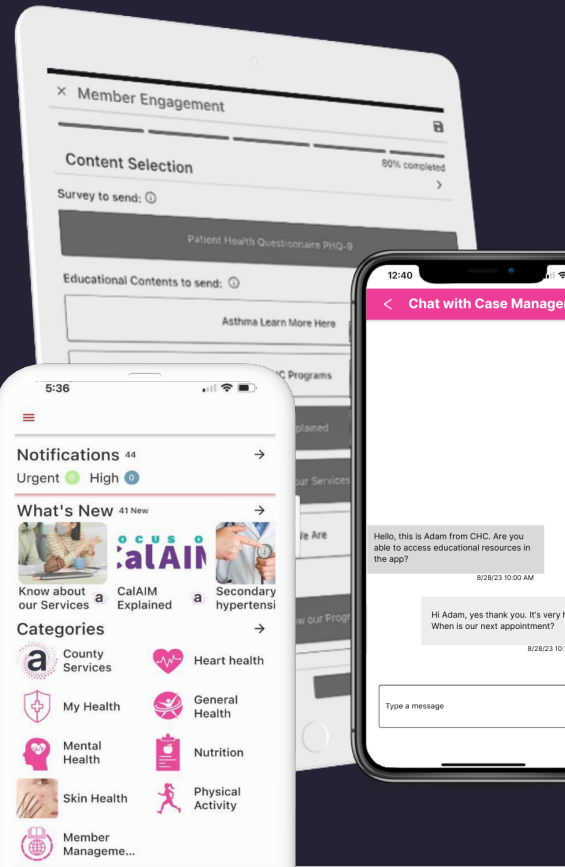 × Member Engagement
Content Selection
80% completed
>
Survey to send:
Patient Health Questionnaire PHQ-9
Educational Contents to send:
Asthma Learn More Here
Programs
Explained
our Services
Are
our
12:40
< Chat with Case Manager
Hello, this is Adam from CHC. Are you
able to access educational resources in
the app?
8/28/23 10:00 AM
Hi Adam, yes thank you. It's very
When is our next appointment?
8/28/23
Type a message
5:36
Notifications 44 →
Urgent 0 High 0
What's New 41 New →
OCUS O
CalAIM
Know about
our Services
a
CalAIM
Explained
a
Secondary
hypertensi
Categories →
a
County
Services
Heart health
My Health
General
Health
Mental
Health
Nutrition
Skin Health
Physical
Activity
Member
Manageme...